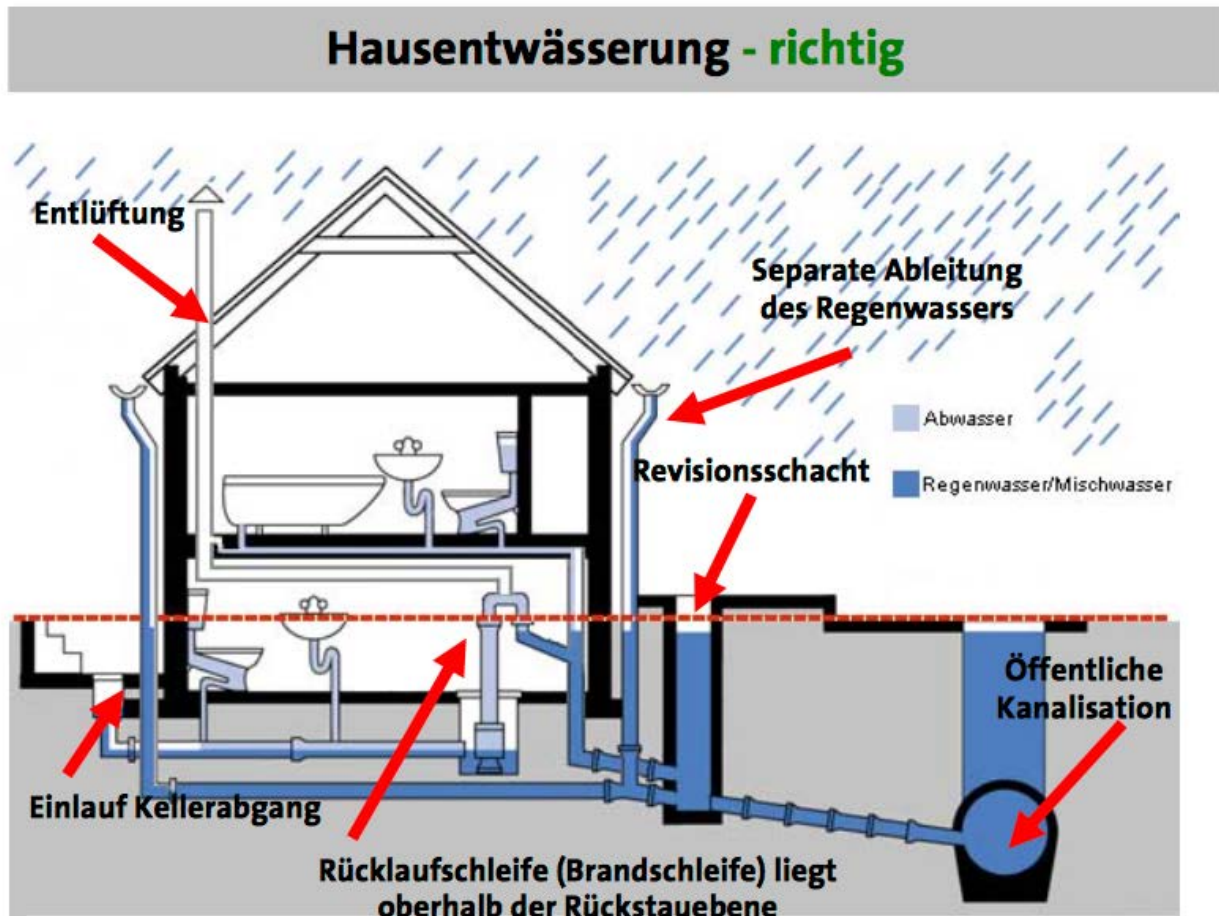 Hausentwässerung - richtig
Entlüftung
Separate Ableitung
des Regenwassers
Abwasser
Revisionsschacht
Regenwasser/Mischwasser
Öffentliche
Kanalisation
Einlauf Kellerabgang
Rücklaufschleife (Brandschleife) liegt
oberhalb der Rückstauebene